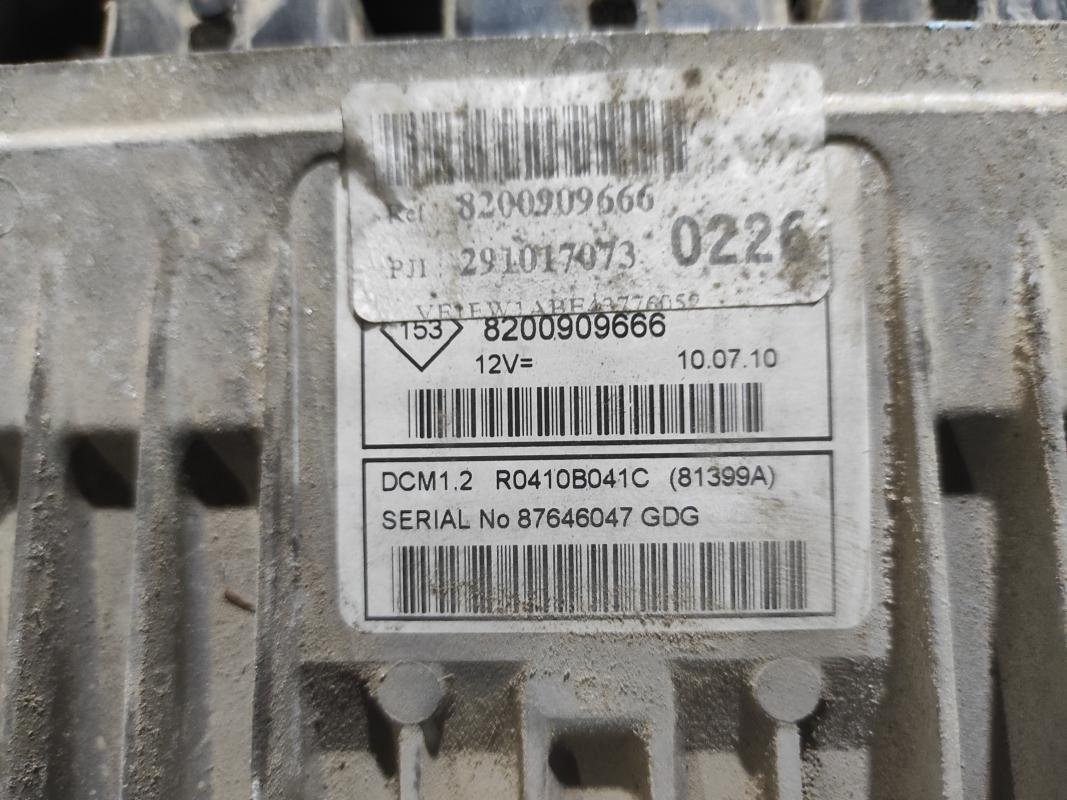 Ref 8200909666
PJI 291017073 0226
153 8200909666
12V= 10.07.10
DCM1.2 R0410B041C (81399A)
SERIAL No 87646047 GDG